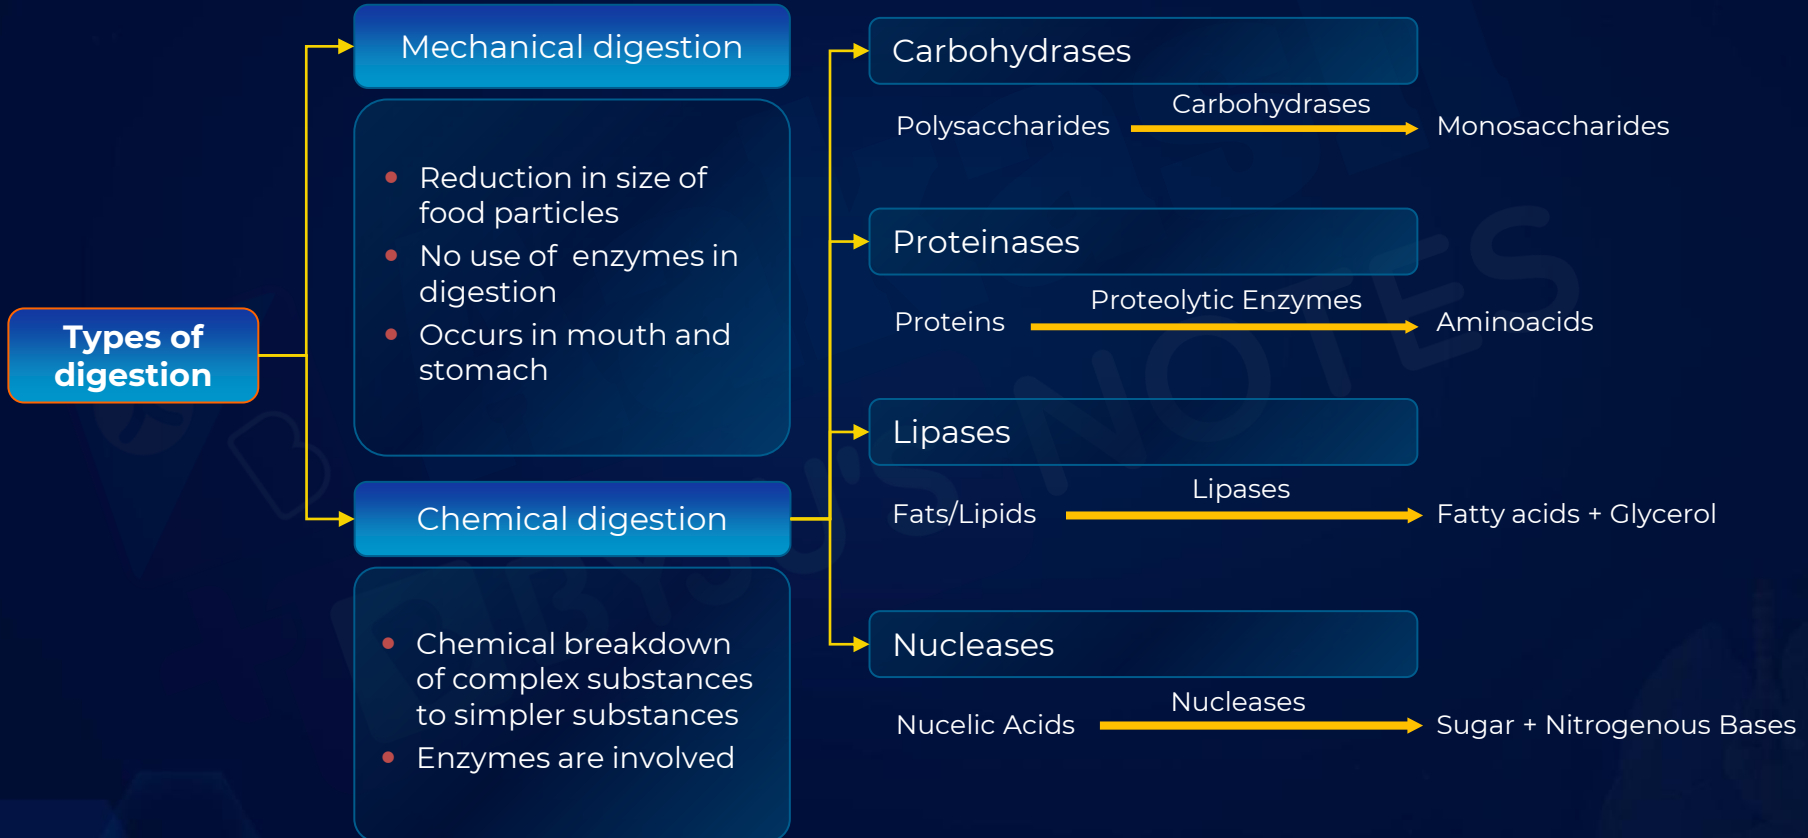 Types of
digestion
Mechanical digestion
Reduction in size of
food particles
No use of  enzymes in
digestion
Occurs in mouth and
stomach
Chemical digestion
Chemical breakdown
of complex substances
to simpler substances
Enzymes are involved
Carbohydrases
Polysaccharides Carbohydrases Monosaccharides
Proteinases
Proteins Proteolytic Enzymes Aminoacids
Lipases
Fats/Lipids Lipases Fatty acids + Glycerol
Nucleases
Nucelic Acids Nucleases Sugar + Nitrogenous Bases
BYJU'S NOTES